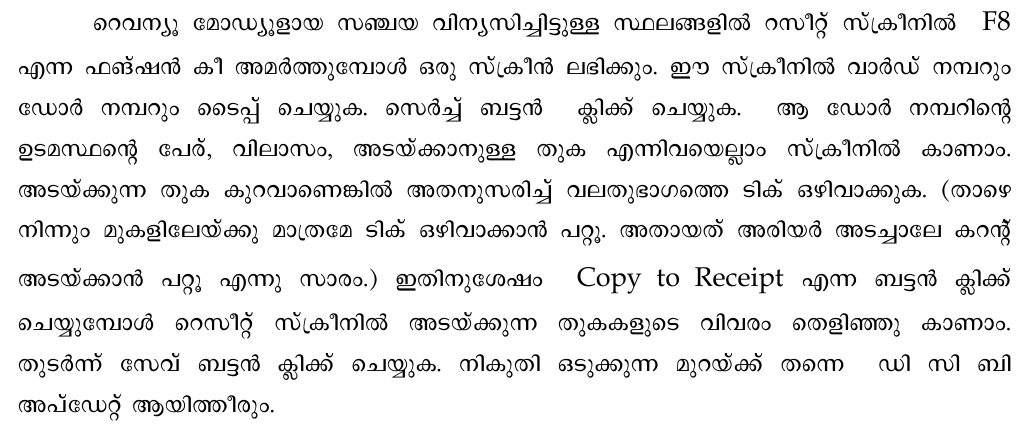 റെവന്യൂ മോഡ്യൂളായ സഞ്ചയ വിന്യസിച്ചിട്ടുള്ള സ്ഥലങ്ങളിൽ റസീറ്റ് സ്ക്രീനിൽ F8
എന്ന ഫങ്ഷൻ കീ അമർത്തുമ്പോൾ ഒരു സ്ക്രീൻ ലഭിക്കും. ഈ സ്ക്രീനിൽ വാർഡ് നമ്പറും
ഡോർ നമ്പറും ടൈപ്പ് ചെയ്യുക. സെർച്ച് ബട്ടൻ ക്ലിക്ക് ചെയ്യുക. ആ ഡോർ നമ്പറിന്റെ
ഉടമസ്ഥന്റെ പേര്, വിലാസം, അടയ്ക്കാനുള്ള തുക എന്നിവയെല്ലാം സ്ക്രീനിൽ കാണാം.
അടയ്ക്കുന്ന തുക കുറവാണെങ്കിൽ അതനുസരിച്ച് വലതുഭാഗത്തെ ടിക് ഒഴിവാക്കുക. (താഴെ
നിന്നും മുകളിലേയ്ക്കു മാത്രമേ ടിക് ഒഴിവാക്കാൻ പറ്റൂ. അതായത് അരിയർ അടച്ചാലേ കറന്റ്
അടയ്ക്കാൻ പറ്റൂ എന്നു സാരം.) ഇതിനുശേഷം Copy to Receipt എന്ന ബട്ടൻ ക്ലിക്ക്
ചെയ്യുമ്പോൾ റെസീറ്റ് സ്ക്രീനിൽ അടയ്ക്കുന്ന തുകകളുടെ വിവരം തെളിഞ്ഞു കാണാം.
തുടർന്ന് സേവ് ബട്ടൻ ക്ലിക്ക് ചെയ്യുക. നികുതി ഒടുക്കുന്ന മുറയ്ക്ക് തന്നെ ഡി സി ബി
അപ്ഡേറ്റ് ആയിത്തീരും.